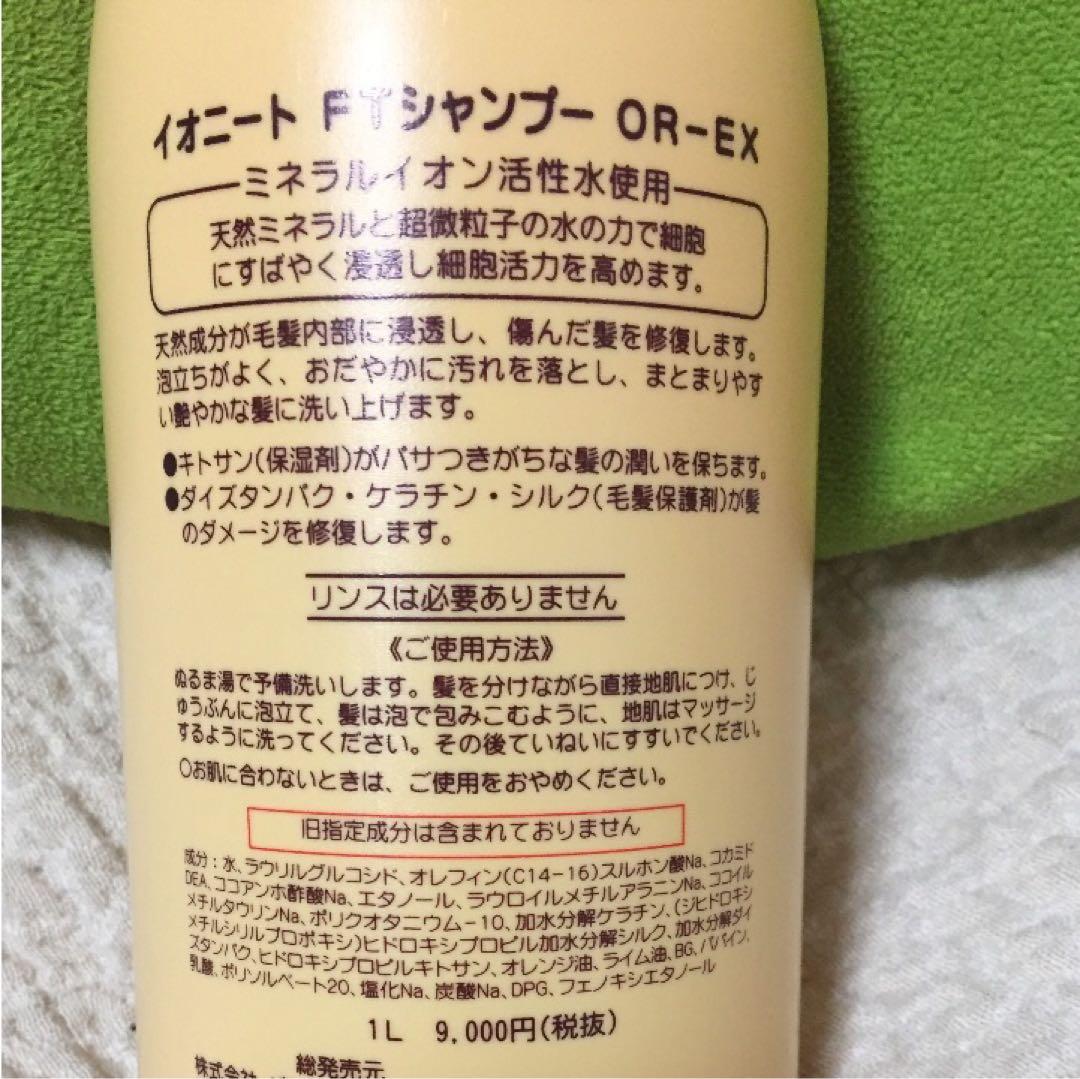 イオニート FTシャンプー OR-EX
ミネラルイオン活性水使用
天然ミネラルと超微粒子の水の力で細胞
にすばやく浸透し細胞活力を高めます。
天然成分が毛髪内部に浸透し、傷んだ髪を修復します。
泡立ちがよく、おだやかに汚れを落とし、まとまりやす
い艶やかな髪に洗い上げます。
●キトサン(保湿剤)がパサつきがちな髪の潤いを保ちます。
●ダイズタンパク・ケラチン・シルク(毛髪保護剤)が髪
のダメージを修復します。
リンスは必要ありません
《ご使用方法》
ぬるま湯で予備洗いします。髪を分けながら直接地肌につけ、じ
ゅうぶんに泡立て、髪は泡で包みこむように、地肌はマッサージ
するように洗ってください。その後ていねいにすすいでください。
○お肌に合わないときは、ご使用をおやめください。
旧指定成分は含まれておりません
成分：水、ラウリルグルコシド、オレフィン(C14-16)スルホン酸Na、コカミド
DEA、ココアンホ酢酸Na、エタノール、ラウロイルメチルアラニンNa、ココイル
メチルタウリンNa、ポリクオタニウム-10、加水分解ケラチン、(ジヒドロキシ
メチルシリルプロポキシ)ヒドロキシプロピル加水分解シルク、加水分解ダイ
ズタンパク、ヒドロキシプロピルキトサン、オレンジ油、ライム油、BG、パパイン、
乳酸、ポリソルベート20、塩化Na、炭酸Na、DPG、フェノキシエタノール
1L 9,000円(税抜)
総発売元
株式会社